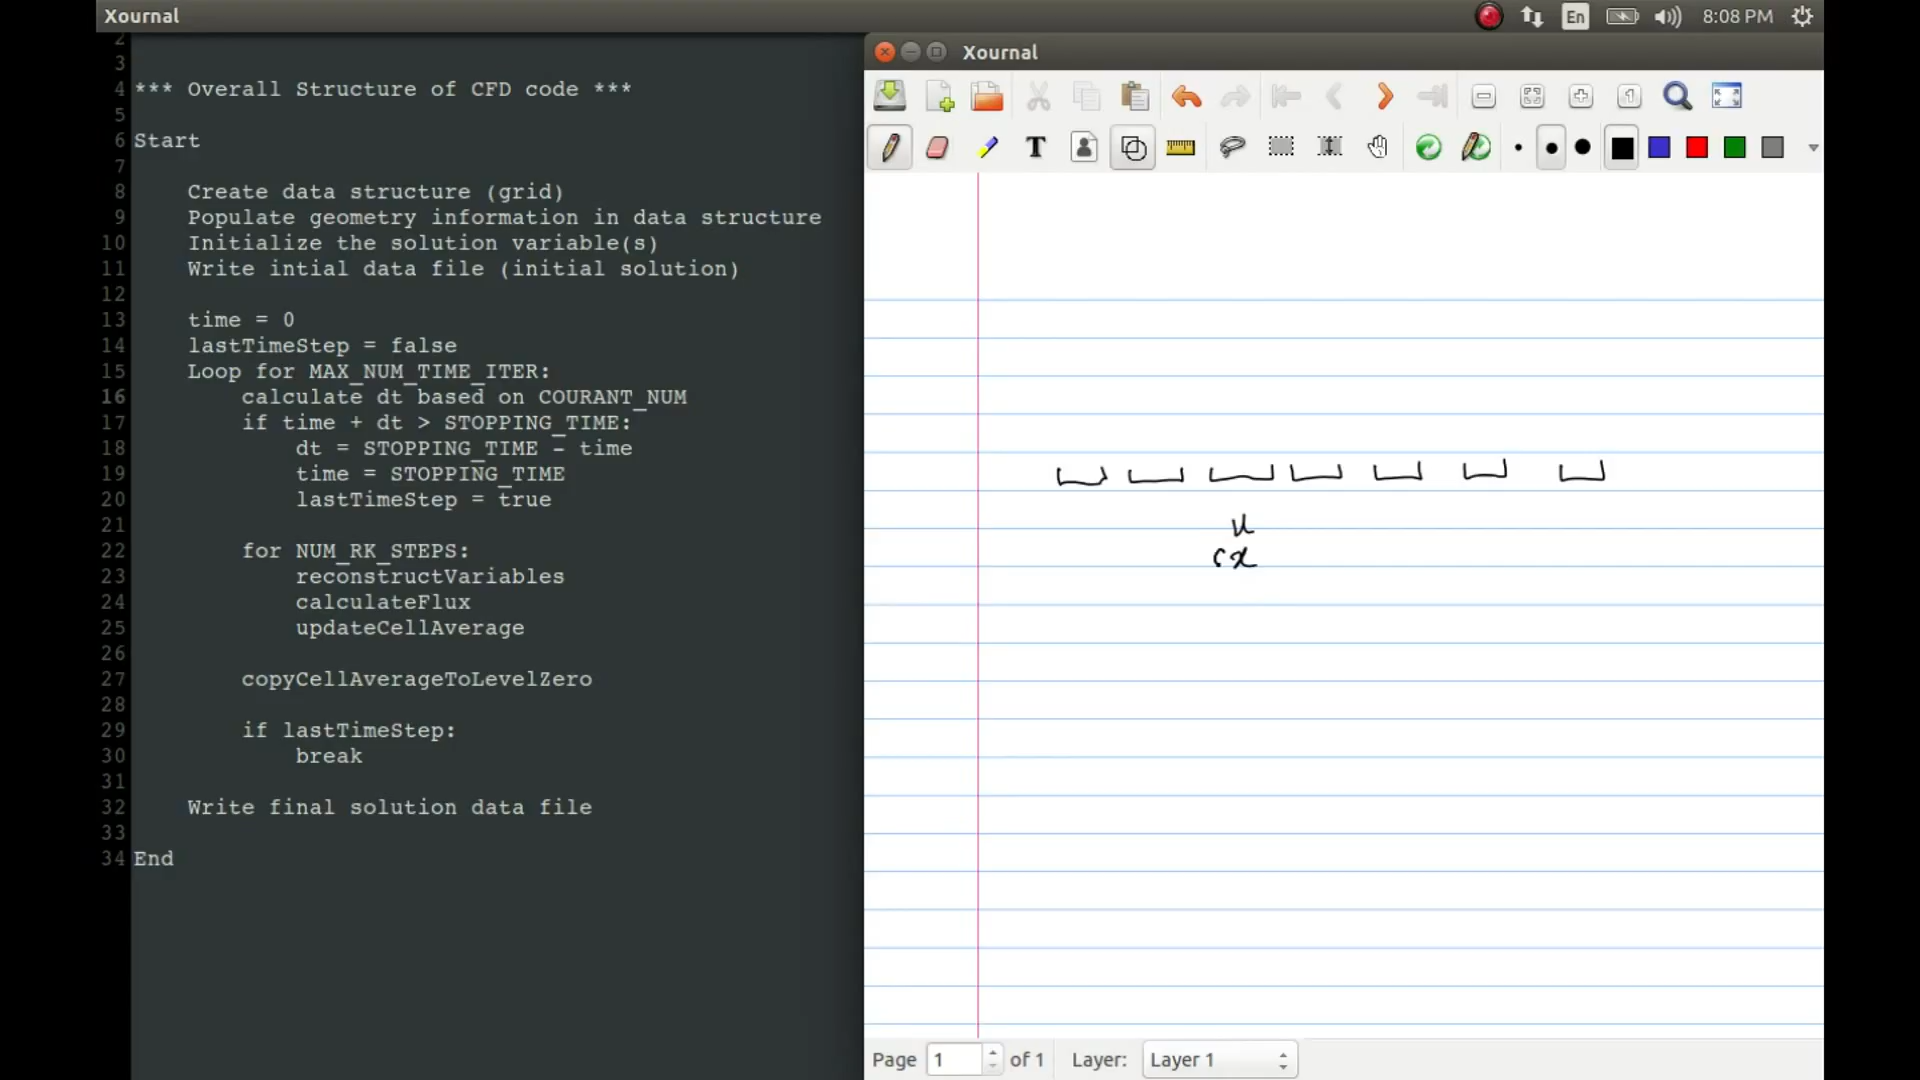 Xournal
En 8:08 PM
2
3
4 *** Overall Structure of CFD code ***
5
6 Start
7
8 Create data structure (grid)
9 Populate geometry information in data structure
10 Initialize the solution variable(s)
11 Write intial data file (initial solution)
12
13 time = 0
14 lastTimeStep = false
15 Loop for MAX_NUM_TIME_ITER:
16 calculate dt based on COURANT_NUM
17 if time + dt > STOPPING_TIME:
18 dt = STOPPING_TIME - time
19 time = STOPPING_TIME
20 lastTimeStep = true
21
22 for NUM_RK_STEPS:
23 reconstructVariables
24 calculateFlux
25 updateCellAverage
26
27 copyCellAverageToLevelZero
28
29 if lastTimeStep:
30 break
31
32 Write final solution data file
33
34 End
Xournal
T
u
cx
Page 1 of 1 Layer: Layer 1